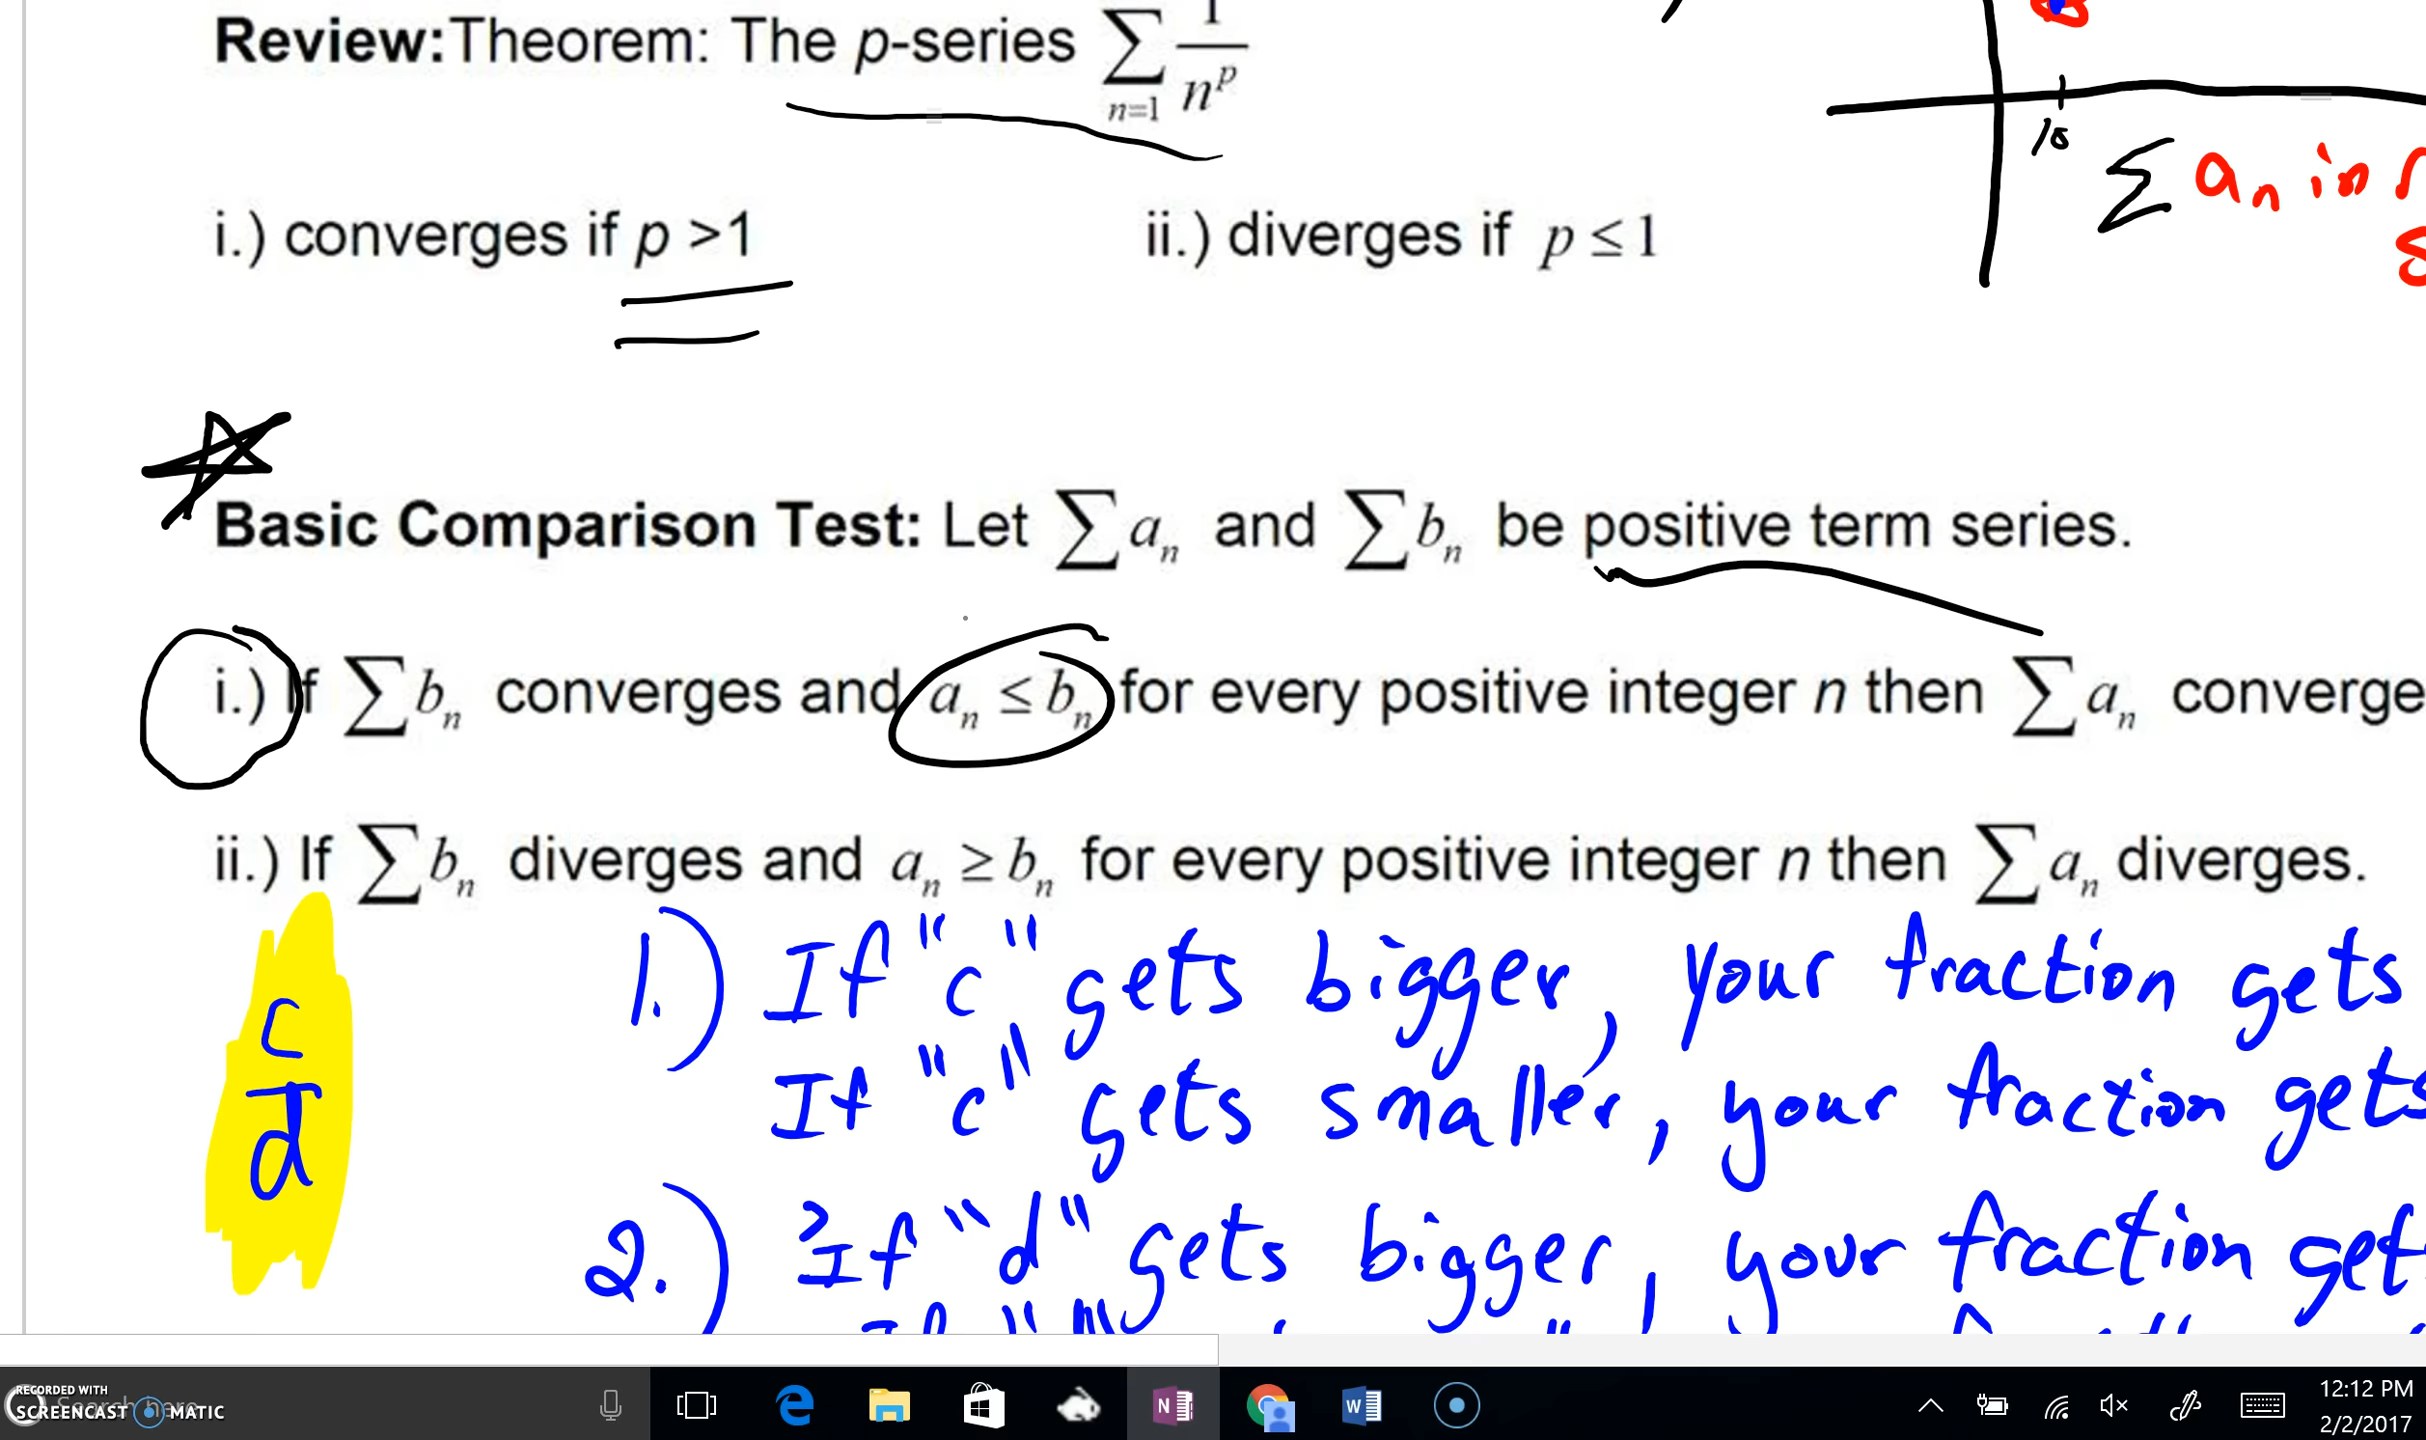 Review:Theorem: The p-series ∑ n=1 1/n^p
10
∑ a_n in
i.) converges if p >1 ii.) diverges if p ≤ 1
Basic Comparison Test: Let ∑a_n and ∑b_n be positive term series.
i.) If ∑b_n converges and a_n ≤ b_n for every positive integer n then ∑a_n converge
ii.) If ∑b_n diverges and a_n ≥ b_n for every positive integer n then ∑a_n diverges.
c
d
1.) If "c" gets bigger, your fraction gets
If "c" gets smaller, your fraction gets
2.) If "d" gets bigger, your fraction get
RECORDED WITH
SCREENCAST MATIC
Search here
12:12 PM
2/2/2017